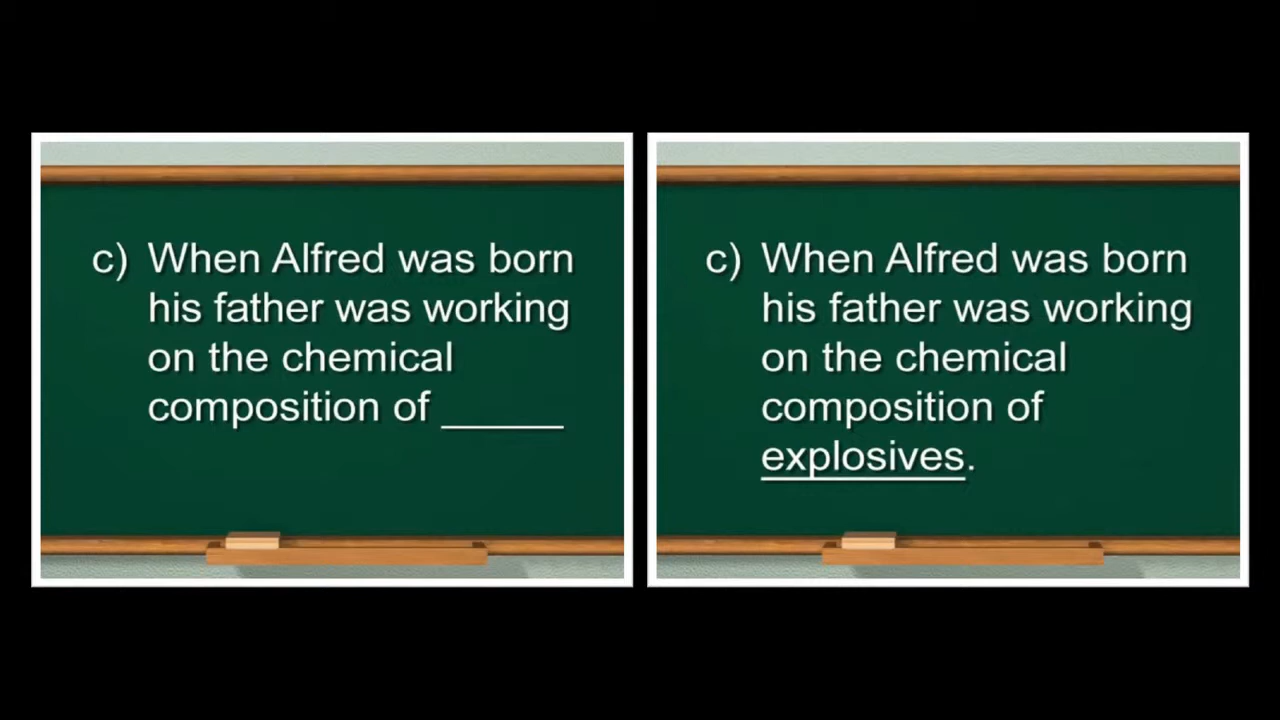 c) When Alfred was born
his father was working
on the chemical
composition of ______
c) When Alfred was born
his father was working
on the chemical
composition of
explosives.